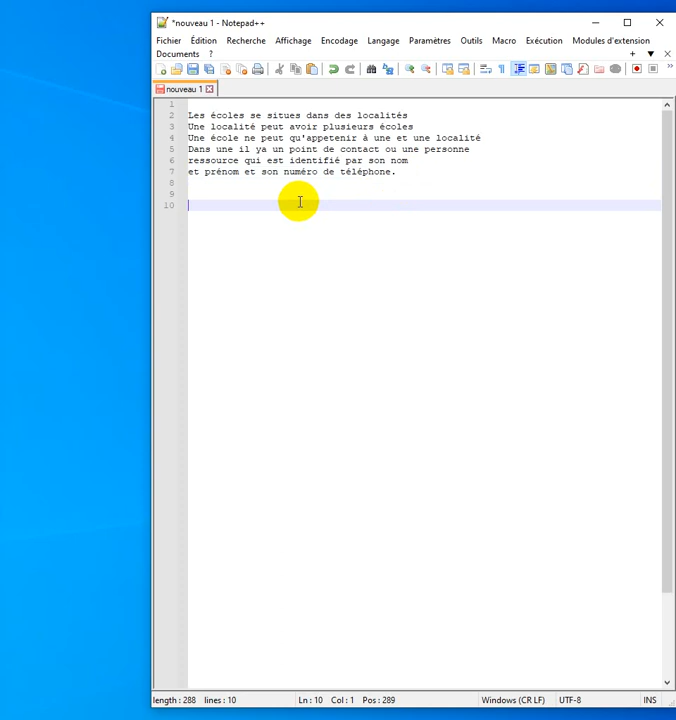 *nouveau 1 - Notepad++
Fichier Édition Recherche Affichage Encodage Langage Paramètres Outils Macro Exécution Modules d'extension
Documents ?
nouveau 1
1
2 Les écoles se situes dans des localités
3 Une localité peut avoir plusieurs écoles
4 Une école ne peut qu'appetenir à une et une localité
5 Dans une il ya un point de contact ou une personne
6 ressource qui est identifié par son nom
7 et prénom et son numéro de téléphone.
8
9
10
length : 288 lines : 10 Ln : 10 Col : 1 Pos : 289 Windows (CR LF) UTF-8 INS